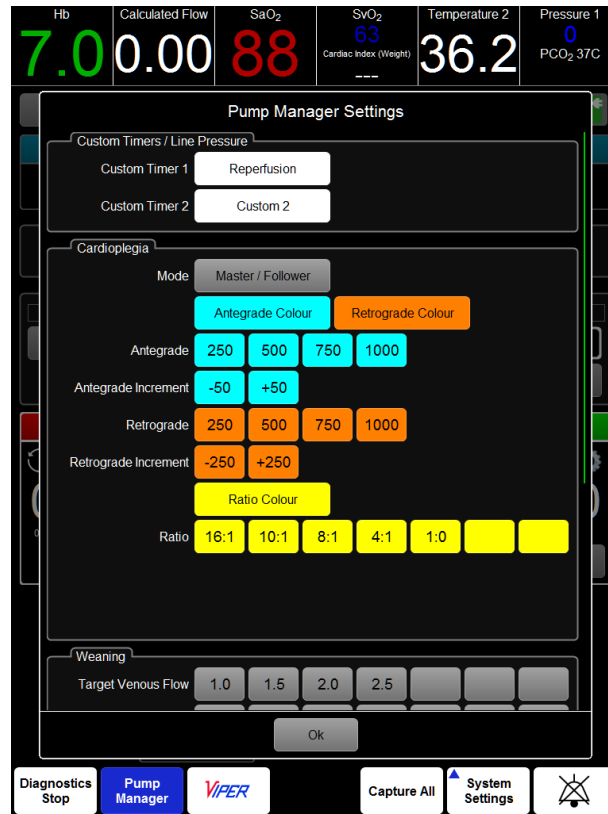 Hb Calculated Flow SaO₂ SvO₂ Temperature 2 Pressure 1
7.0 0.00 88 63 36.2 0
Cardiac Index (Weight) PCO₂ 37C
---
Pump Manager Settings
Custom Timers / Line Pressure
Custom Timer 1 Reperfusion
Custom Timer 2 Custom 2
Cardioplegia
Mode Master / Follower
Antegrade Colour Retrograde Colour
Antegrade 250 500 750 1000
Antegrade Increment -50 +50
Retrograde 250 500 750 1000
Retrograde Increment -250 +250
Ratio Colour
Ratio 16:1 10:1 8:1 4:1 1:0
Weaning
Target Venous Flow 1.0 1.5 2.0 2.5
Ok
Diagnostics Pump VIPER Capture All System
Stop Manager Settings